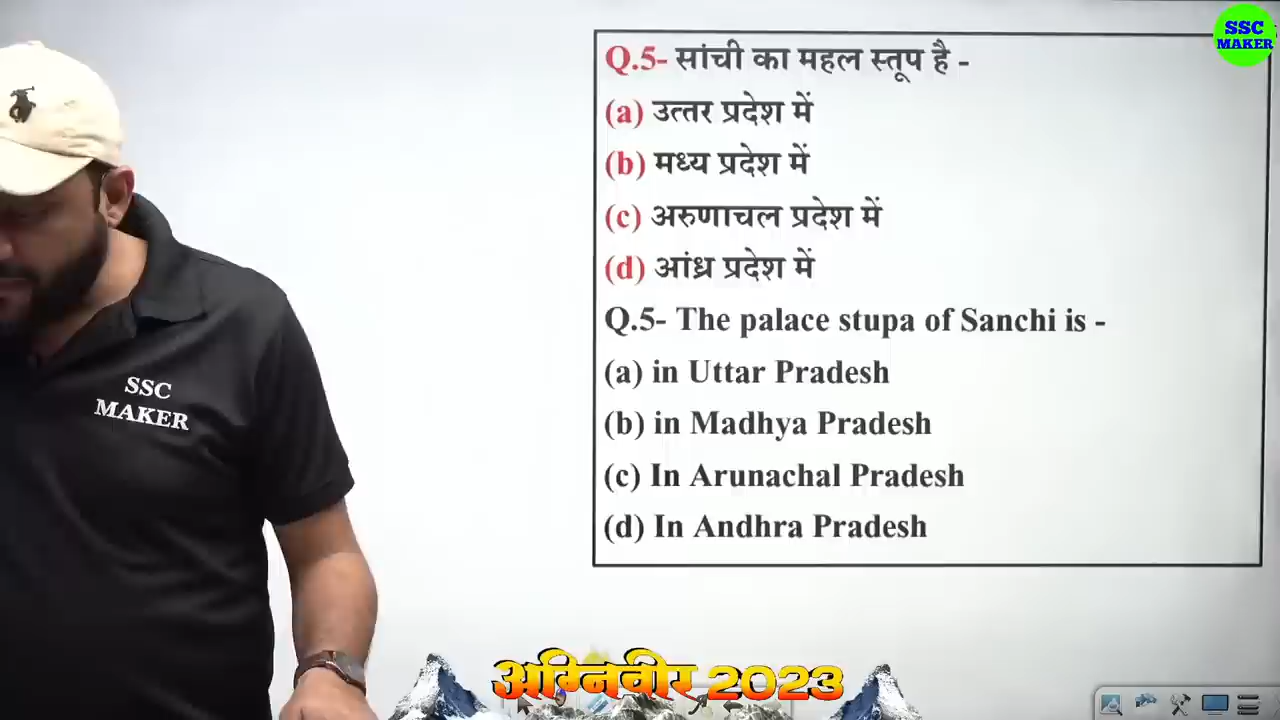 SSC
MAKER
Q.5- सांची का महल स्तूप है -
(a) उत्तर प्रदेश में
(b) मध्य प्रदेश में
(c) अरुणाचल प्रदेश में
(d) आंध्र प्रदेश में
Q.5- The palace stupa of Sanchi is -
(a) in Uttar Pradesh
(b) in Madhya Pradesh
(c) In Arunachal Pradesh
(d) In Andhra Pradesh
SSC
MAKER
अग्निवीर 2023